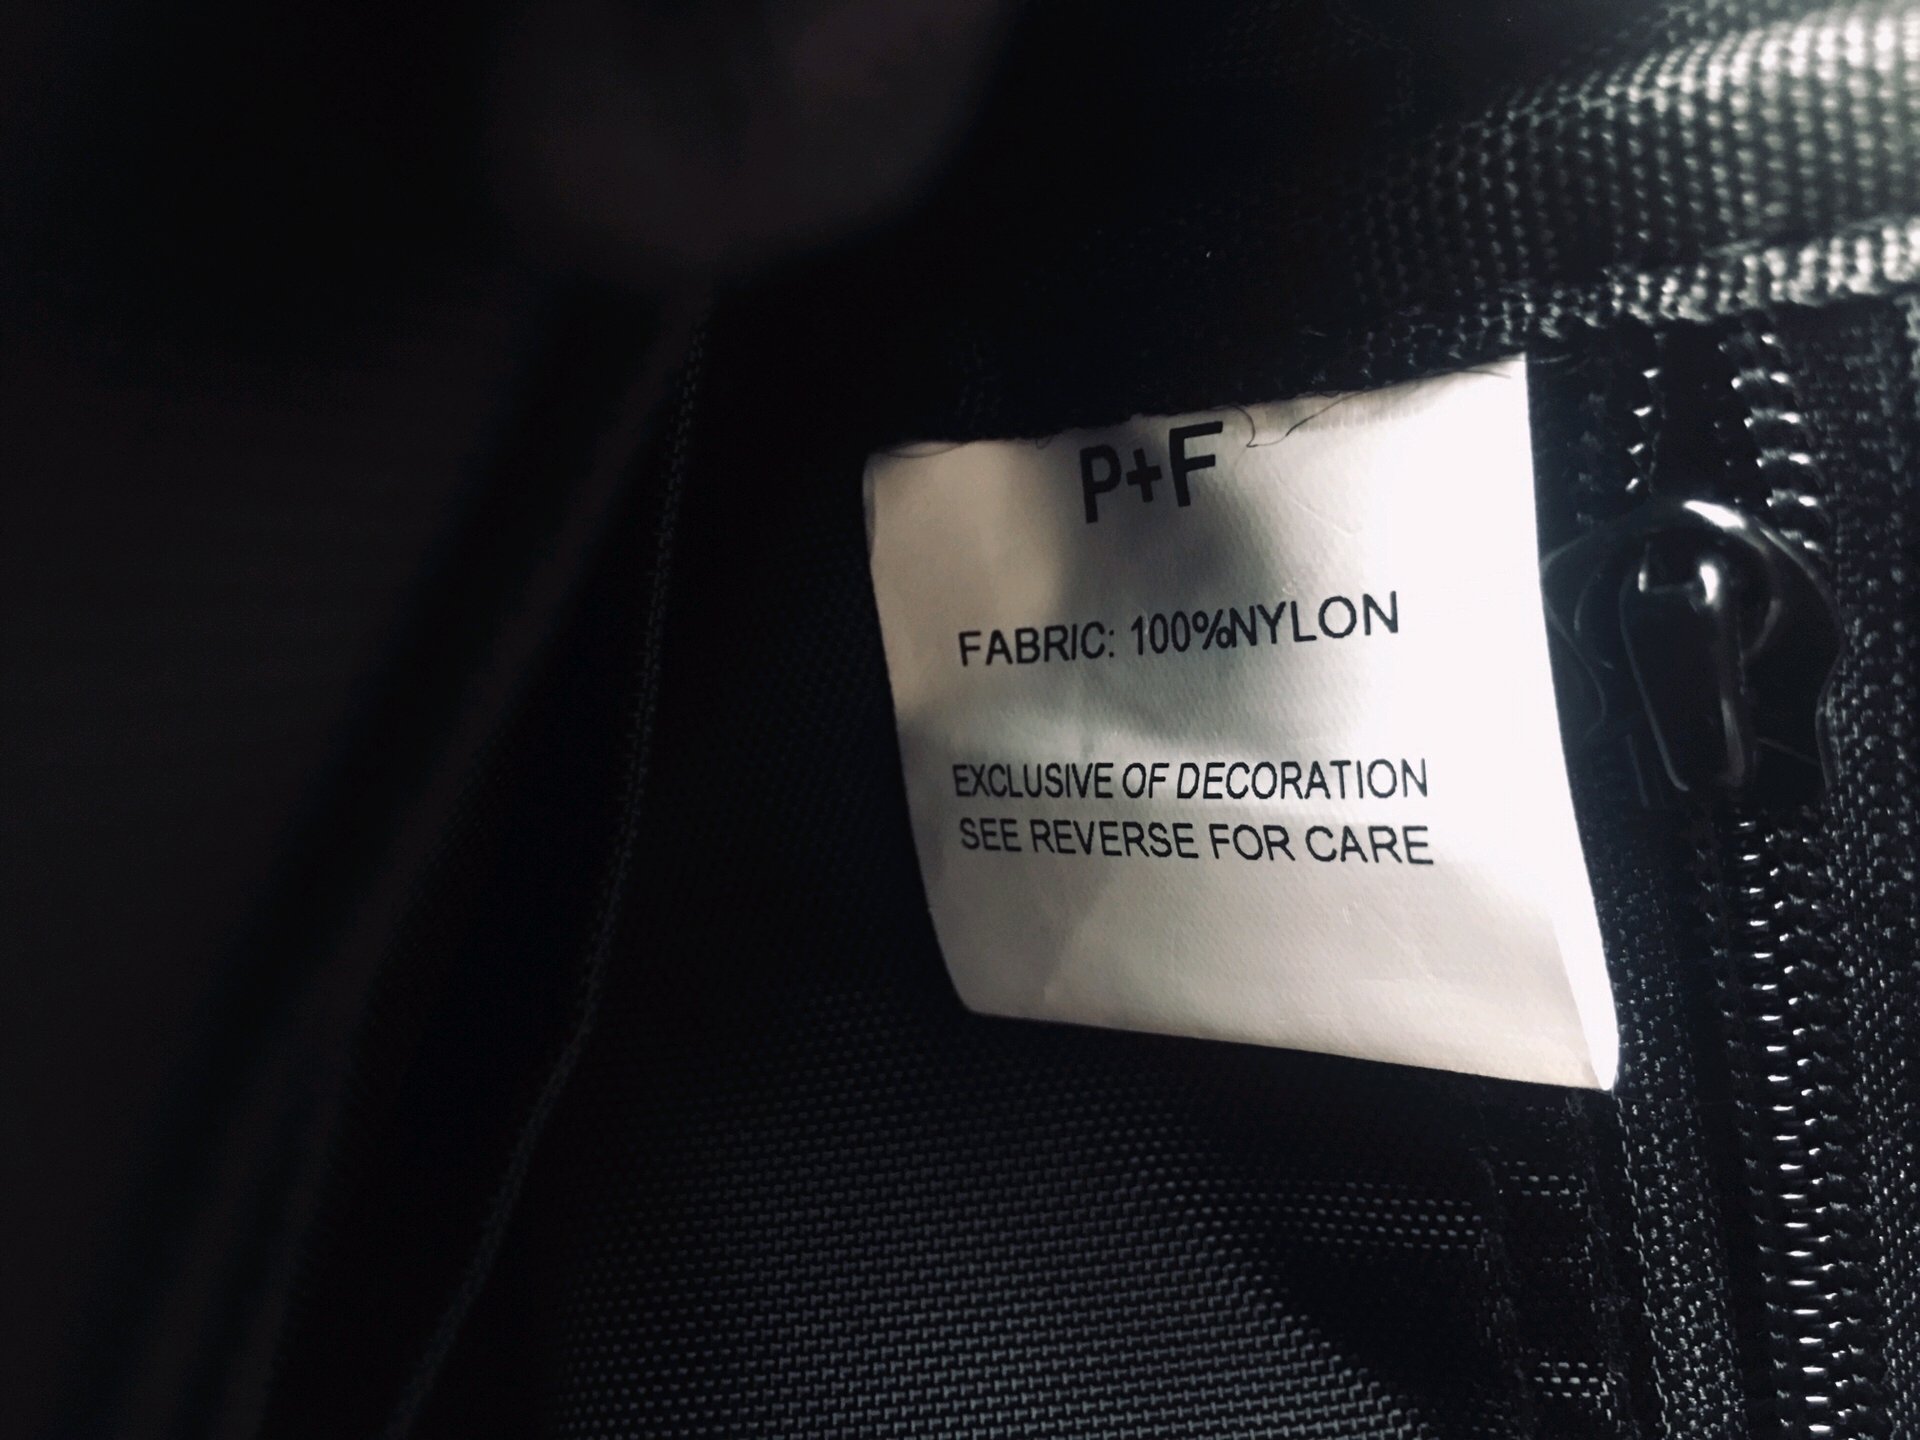 P+F
FABRIC: 100%NYLON
EXCLUSIVE OF DECORATION
SEE REVERSE FOR CARE